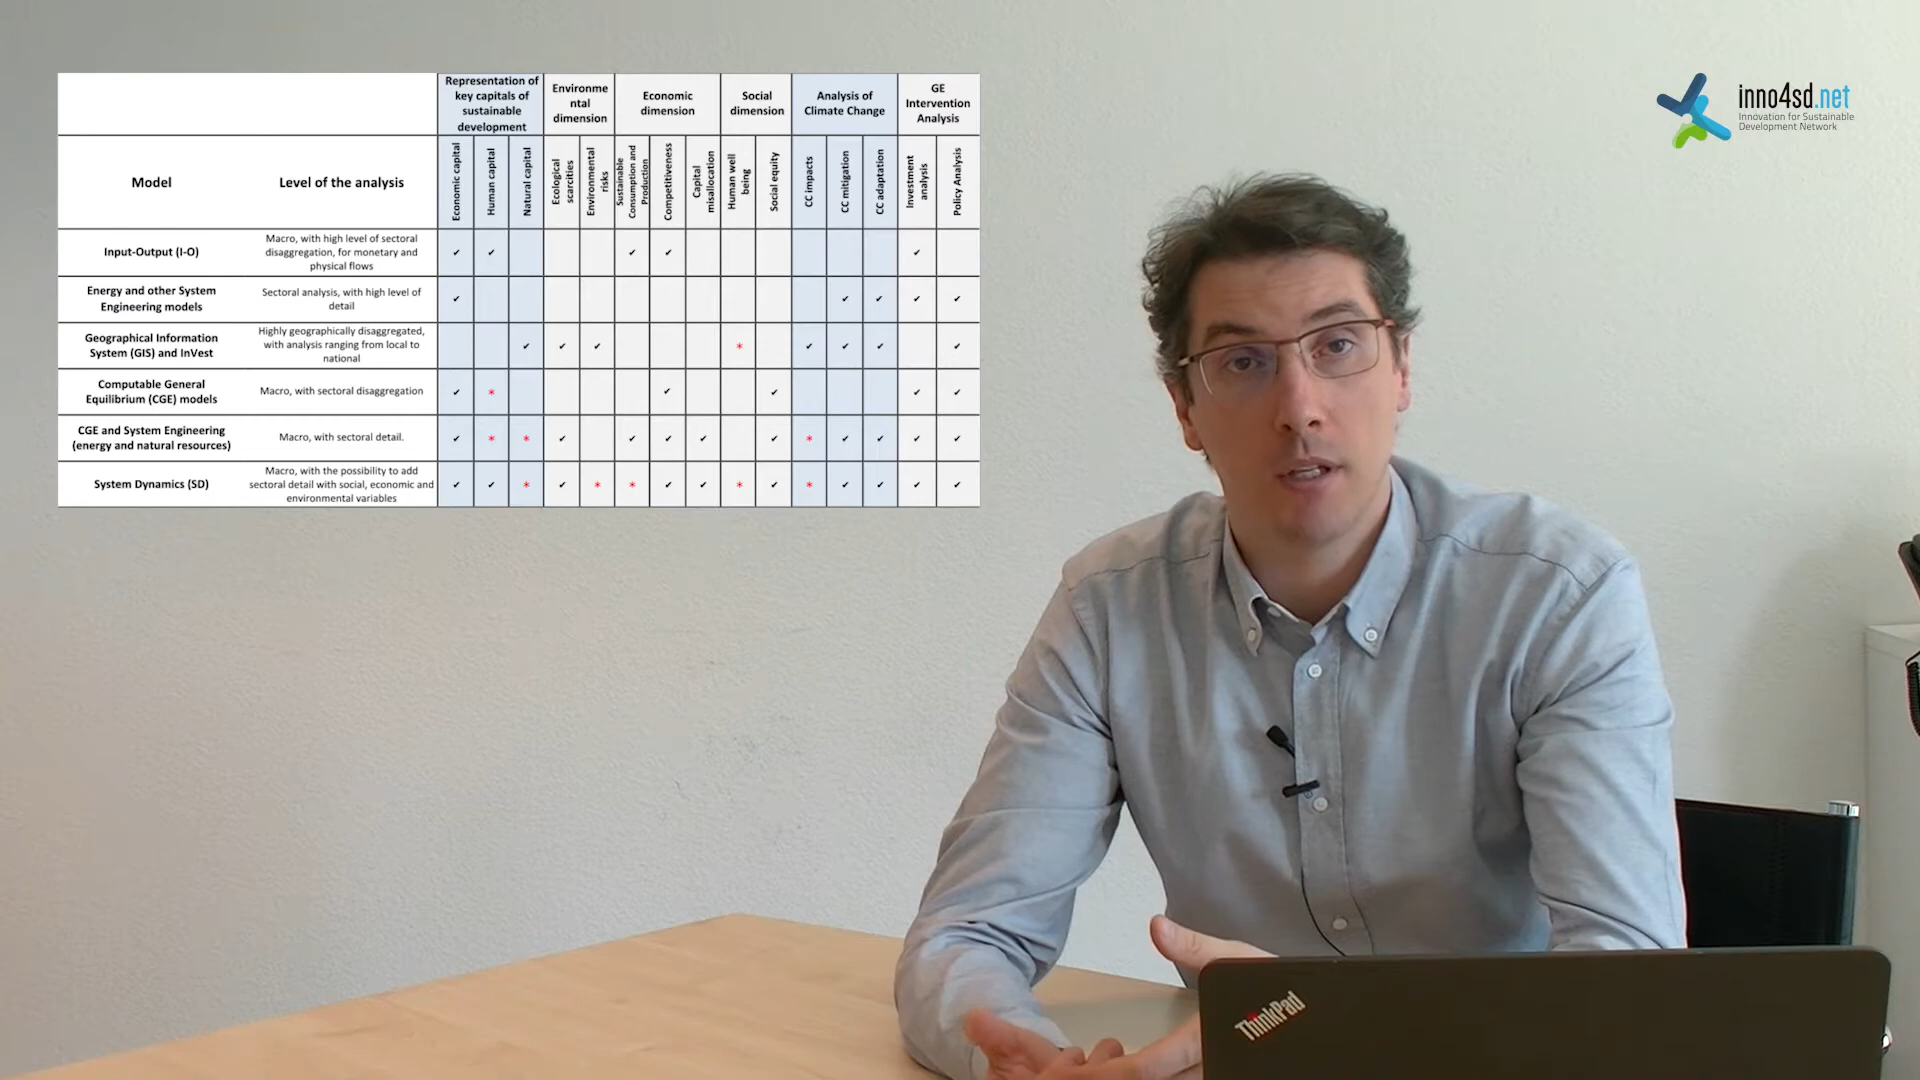 Representation of
key capitals of
sustainable
development
Environme
ntal
dimension
Economic
dimension
Social
dimension
Analysis of
Climate Change
GE
Intervention
Analysis
Model
Level of the analysis
Economic capital
Human capital
Natural capital
Ecological
scarcities
Environmental
risks
Sustainable
Consumption and
Production
Competitiveness
Capital
misallocation
Human well
being
Social equity
CC impacts
CC mitigation
CC adaptation
Investment
analysis
Policy Analysis
Input-Output (I-O)
Macro, with high level of sectoral
disaggregation, for monetary and
physical flows
✓ ✓ ✓ ✓ ✓
Energy and other System
Engineering models
Sectoral analysis, with high level of
detail
✓ ✓ ✓ ✓ ✓
Geographical Information
System (GIS) and InVest
Highly geographically disaggregated,
with analysis ranging from local to
national
✓ ✓ ✓ * ✓ ✓ ✓ ✓
Computable General
Equilibrium (CGE) models
Macro, with sectoral disaggregation
✓ * ✓ ✓ ✓ ✓
CGE and System Engineering
(energy and natural resources)
Macro, with sectoral detail.
✓ * * ✓ ✓ ✓ ✓ ✓ * ✓ ✓ ✓ ✓
System Dynamics (SD)
Macro, with the possibility to add
sectoral detail with social, economic and
environmental variables
✓ ✓ * ✓ * * ✓ ✓ * ✓ * ✓ ✓ ✓ ✓
inno4sd.net
Innovation for Sustainable
Development Network
ThinkPad